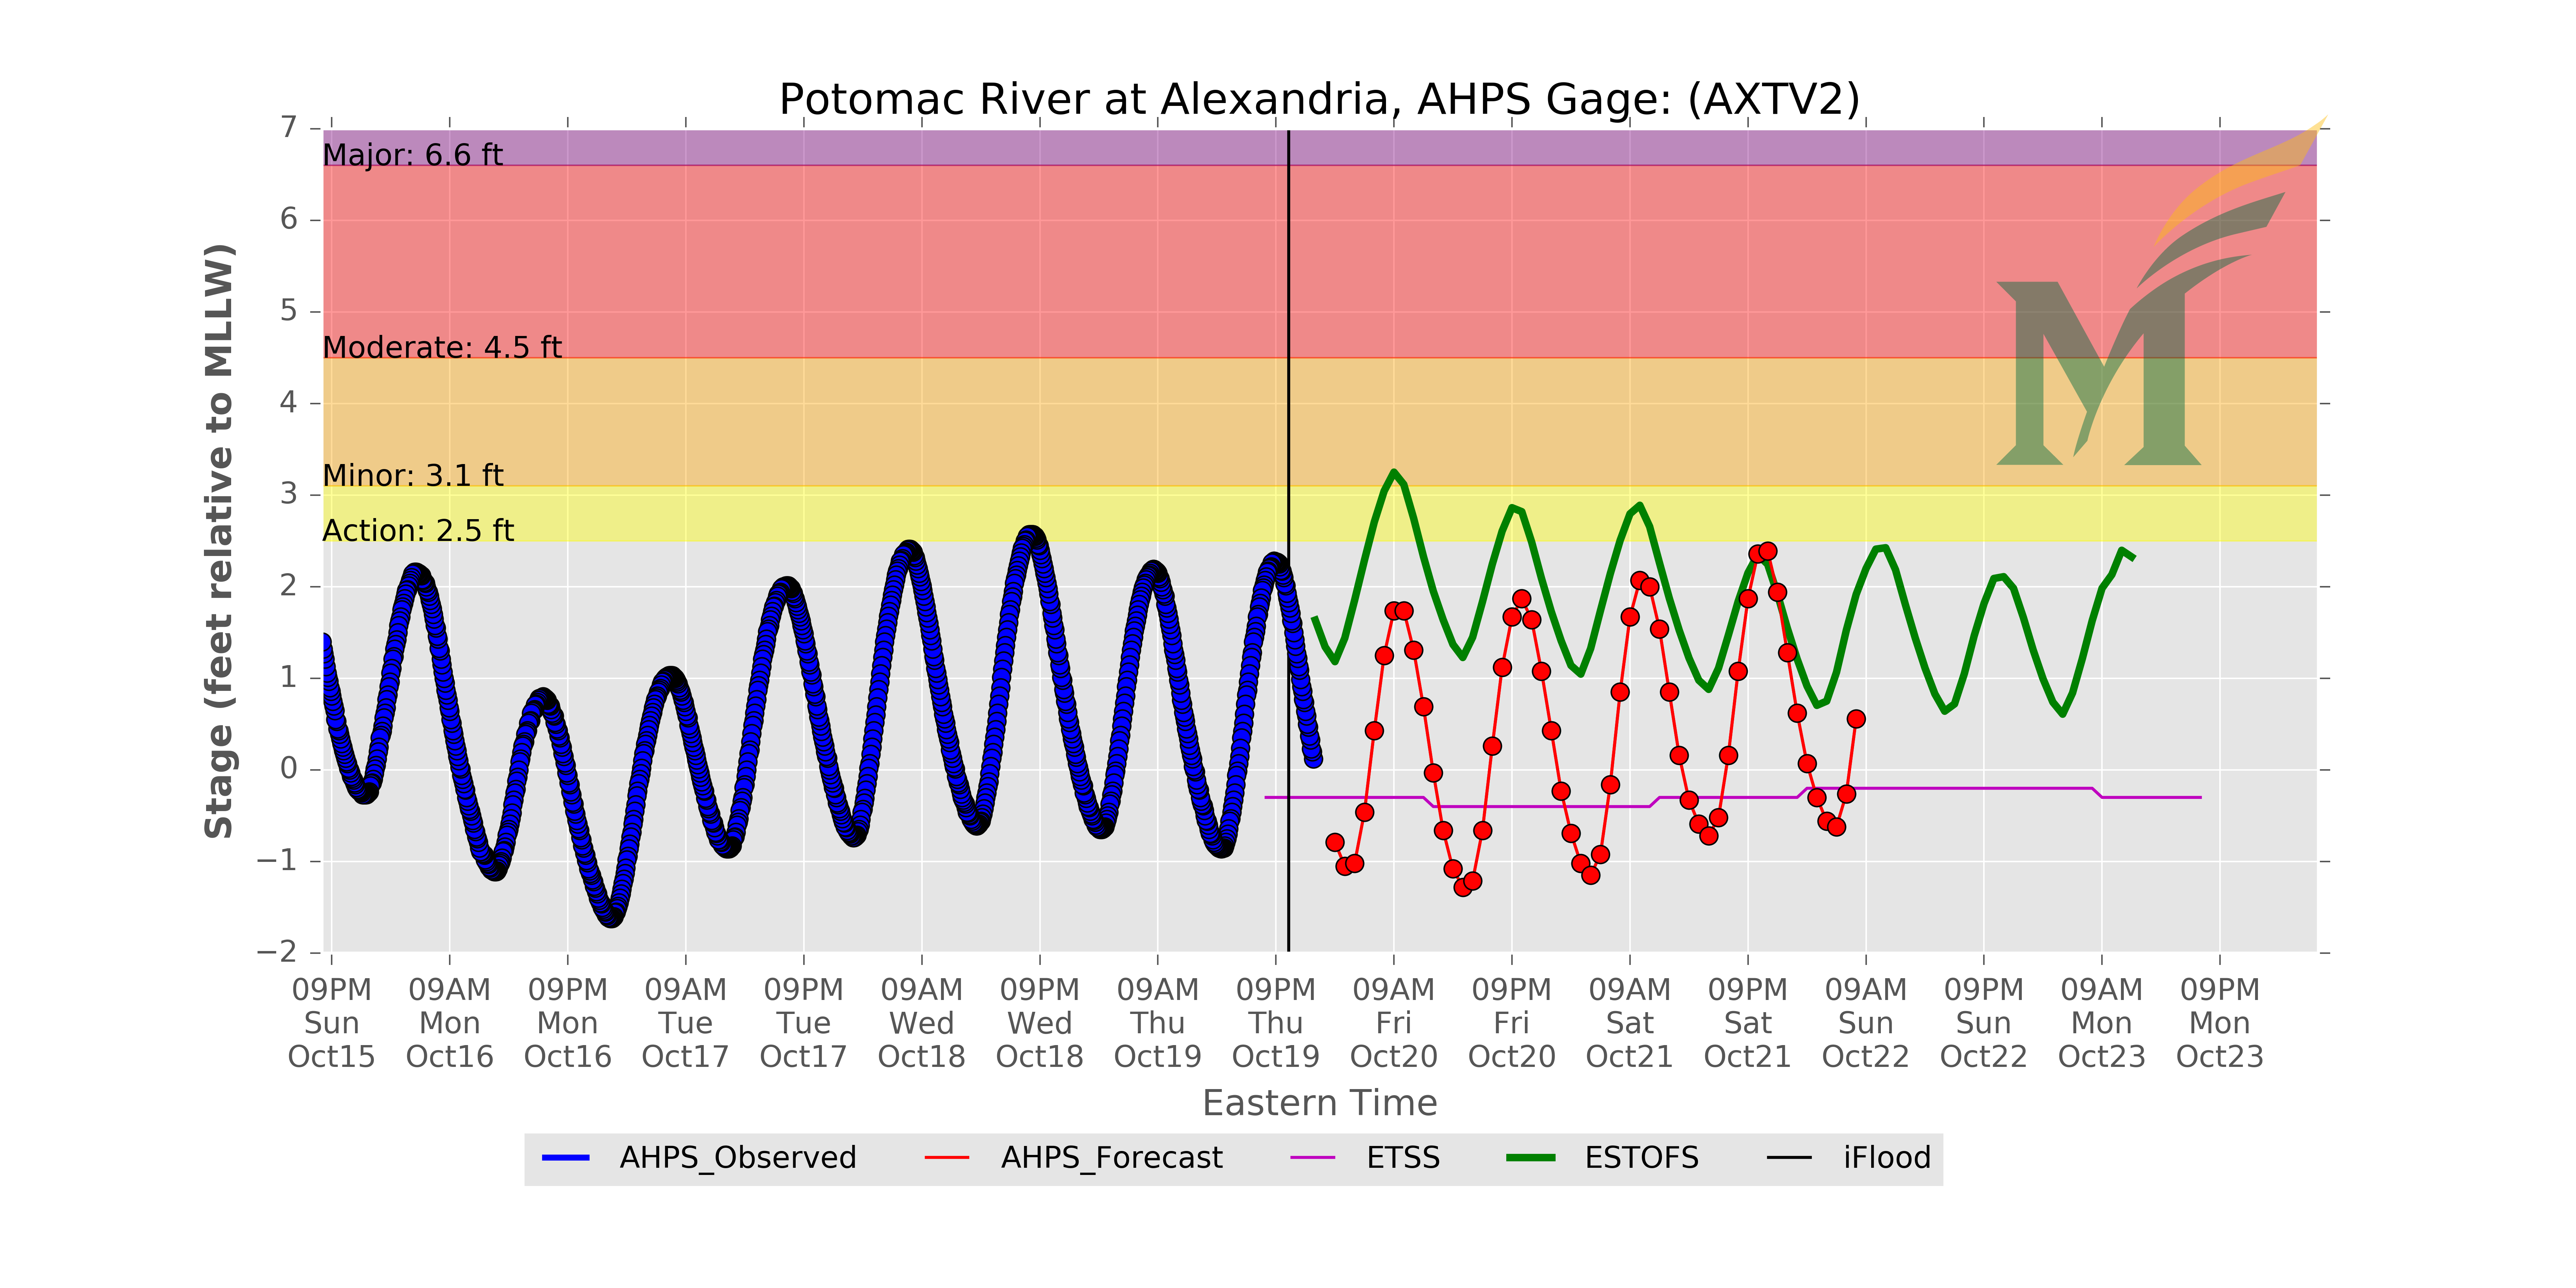 Potomac River at Alexandria, AHPS Gage: (AXTV2)
7
Major: 6.6 ft
6
5
Moderate: 4.5 ft
4
Minor: 3.1 ft
3
Action: 2.5 ft
2
1
0
−1
−2
Stage (feet relative to MLLW)
09PM 09AM 09PM 09AM 09PM 09AM 09PM 09AM 09PM 09AM 09PM 09AM 09PM 09AM 09PM 09AM 09PM
Sun Mon Mon Tue Tue Wed Wed Thu Thu Fri Fri Sat Sat Sun Sun Mon Mon
Oct15 Oct16 Oct16 Oct17 Oct17 Oct18 Oct18 Oct19 Oct19 Oct20 Oct20 Oct21 Oct21 Oct22 Oct22 Oct23 Oct23
Eastern Time
AHPS_Observed AHPS_Forecast ETSS ESTOFS iFlood